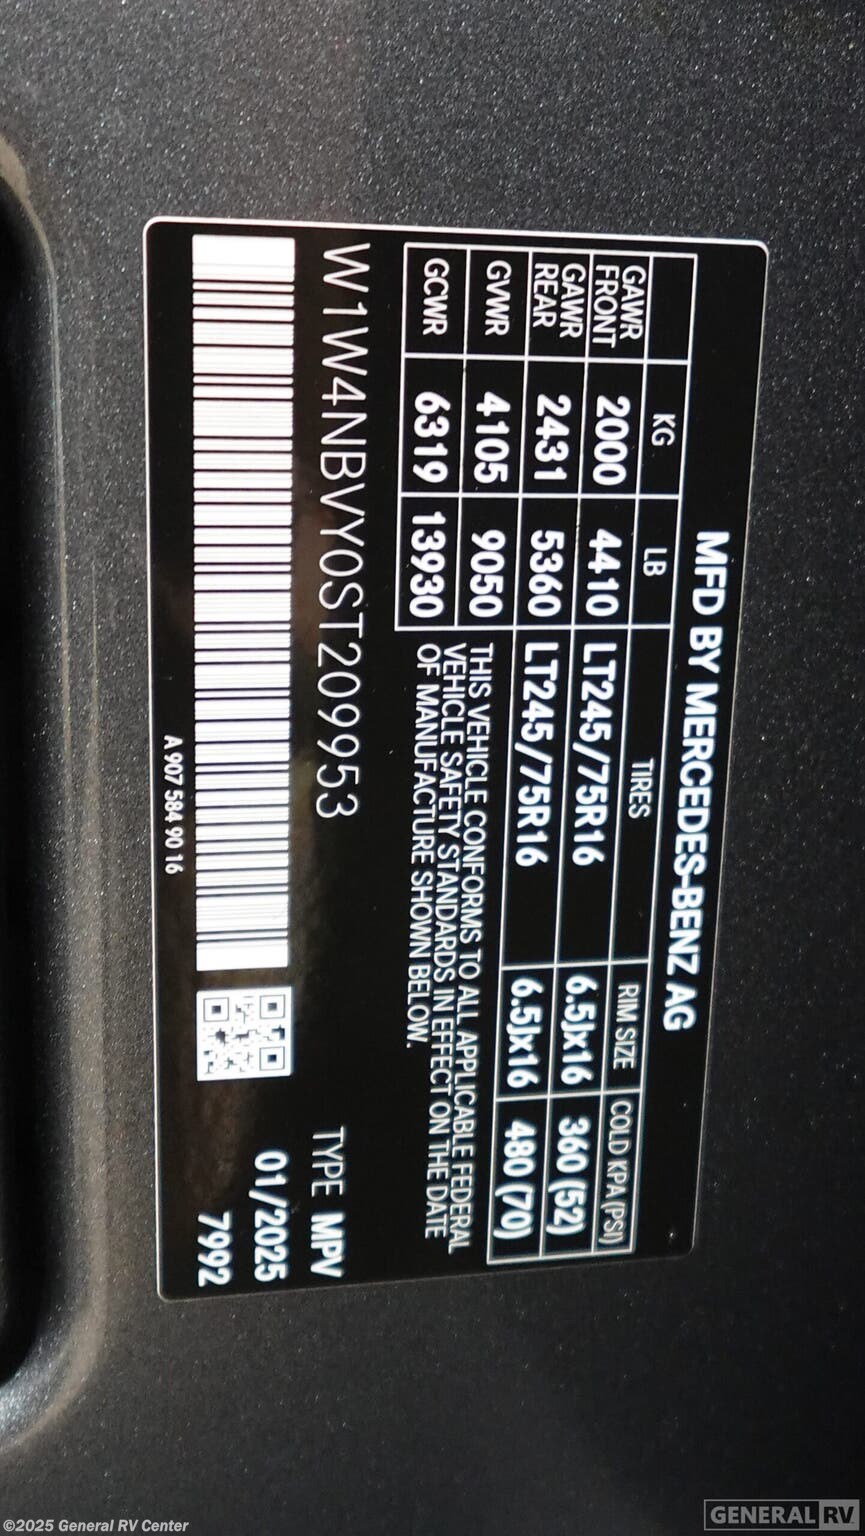 MFD BY MERCEDES-BENZ AG
KG LB TIRES RIM SIZE COLD KPA(PSI)
GAWR FRONT 2000 4410 LT245/75R16 6.5Jx16 360 (52)
GAWR REAR 2431 5360 LT245/75R16 6.5Jx16 480 (70)
GVWR 4105 9050
GCWR 6319 13930
THIS VEHICLE CONFORMS TO ALL APPLICABLE FEDERAL
VEHICLE SAFETY STANDARDS IN EFFECT ON THE DATE
OF MANUFACTURE SHOWN BELOW.
W1W4NBVY0ST209953
TYPE MPV
01/2025
7992
A 907 584 90 16
©2025 General RV Center
GENERAL RV